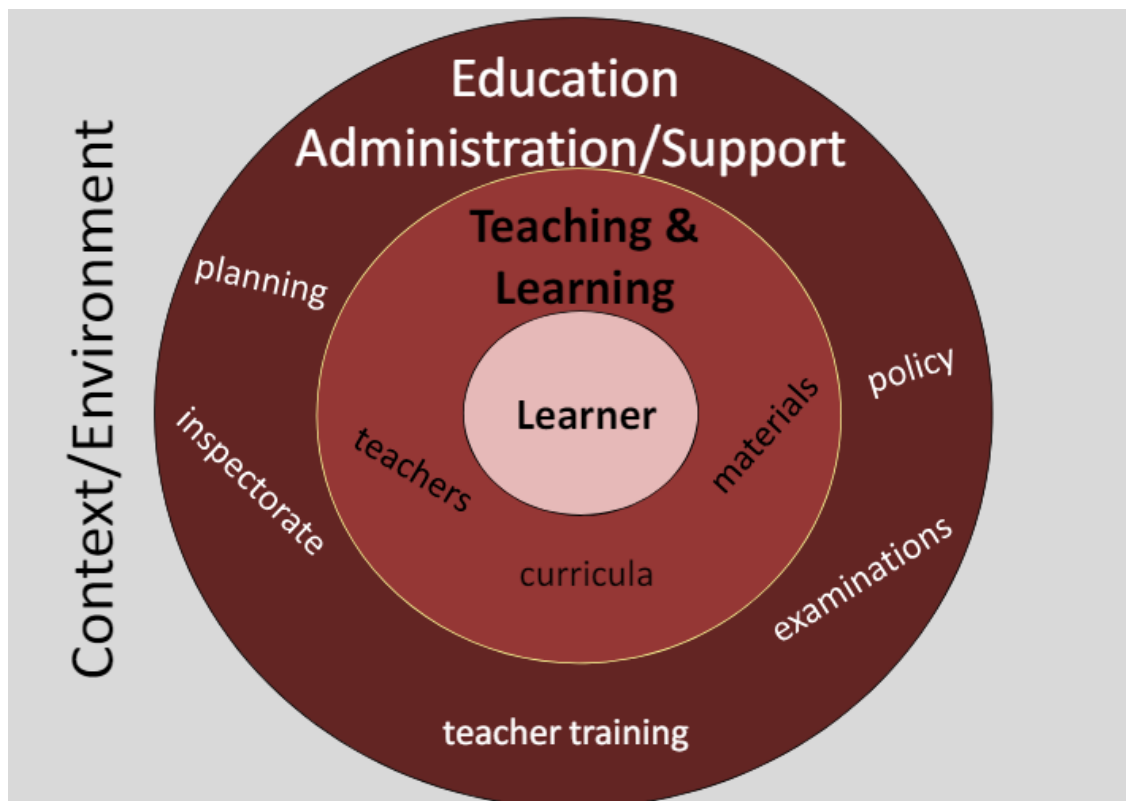 Context/Environment
Education
Administration/Support
Teaching &
Learning
Learner
planning
inspectorate
teachers
materials
policy
curricula
examinations
teacher training